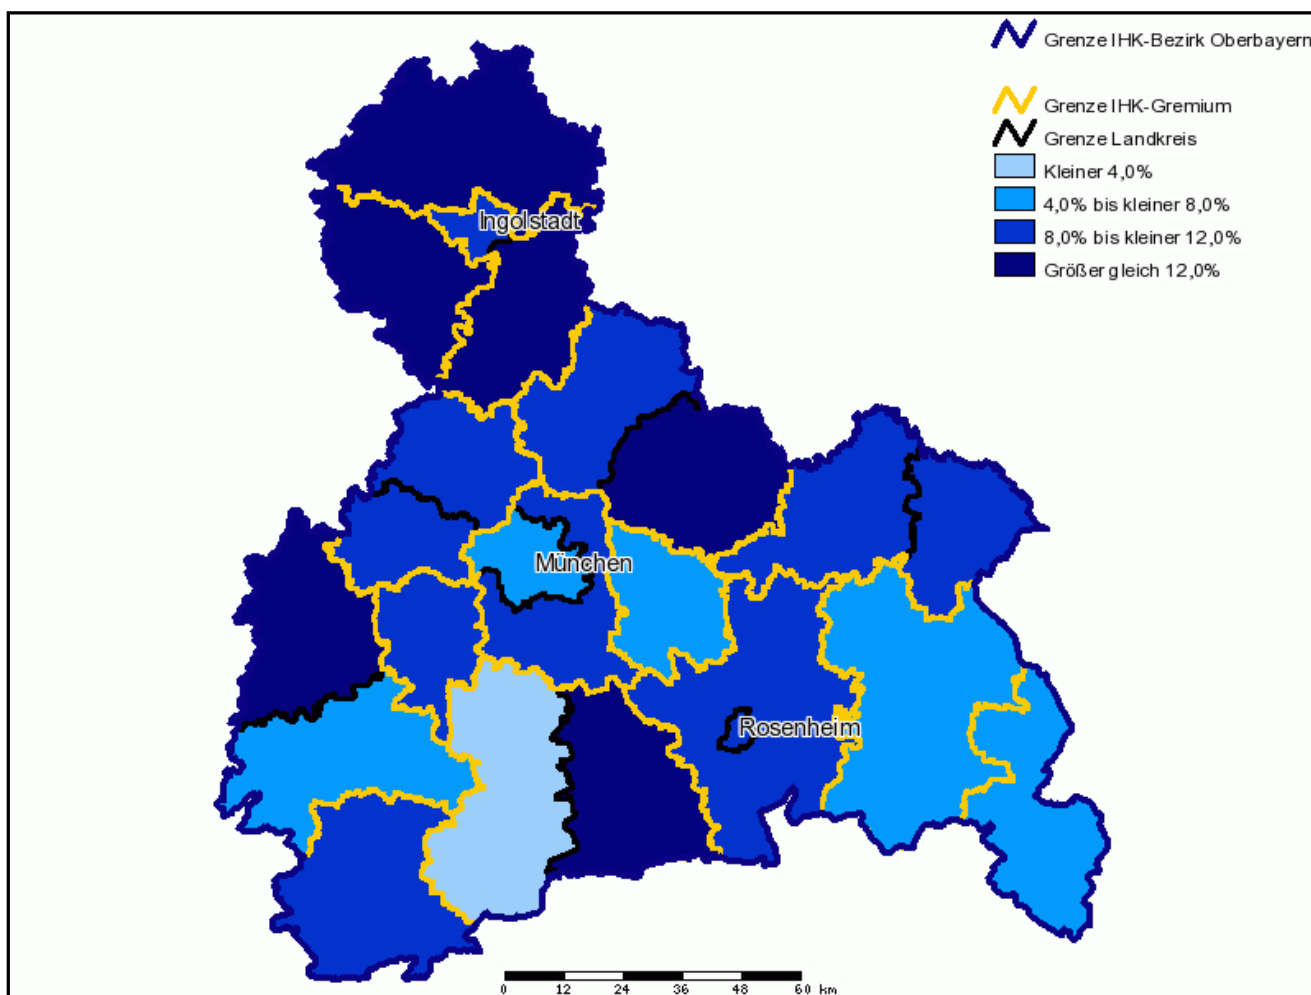 Grenze IHK-Bezirk Oberbayern
Grenze IHK-Gremium
Grenze Landkreis
Kleiner 4,0%
4,0% bis kleiner 8,0%
8,0% bis kleiner 12,0%
Größer gleich 12,0%
Ingolstadt
München
Rosenheim
0 12 24 36 48 60 km